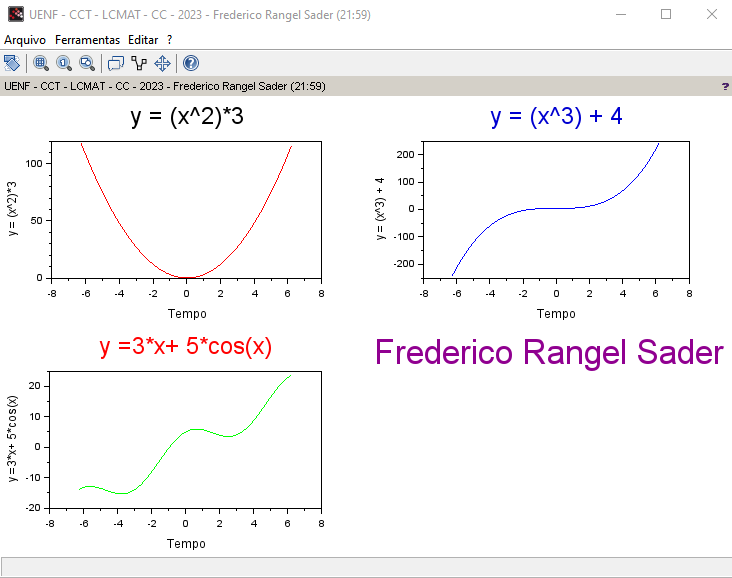 UENF - CCT - LCMAT - CC - 2023 - Frederico Rangel Sader (21:59)
Arquivo Ferramentas Editar ?
UENF - CCT - LCMAT - CC - 2023 - Frederico Rangel Sader (21:59) ?
y = (x^2)*3
y = (x^2)*3
100
50
0
-8 -6 -4 -2 0 2 4 6 8
Tempo
y = (x^3) + 4
y = (x^3) + 4
200
100
0
-100
-200
-8 -6 -4 -2 0 2 4 6 8
Tempo
y =3*x+ 5*cos(x)
y =3*x+ 5*cos(x)
20
10
0
-10
-20
-8 -6 -4 -2 0 2 4 6 8
Tempo
Frederico Rangel Sader